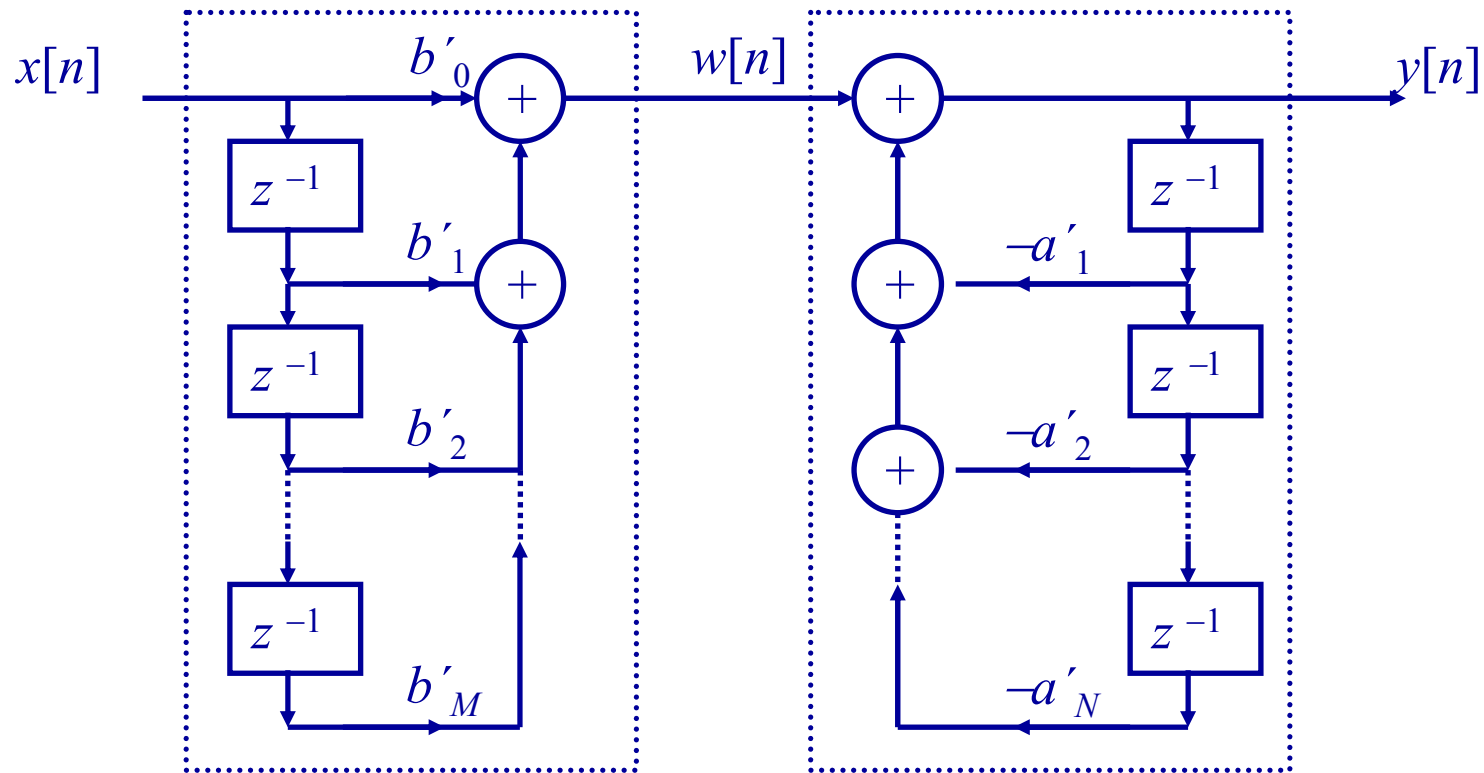 x[n] b′₀ + w[n] + y[n]
z ⁻¹ z ⁻¹
b′₁ + + –a′₁
z ⁻¹ z ⁻¹
b′₂ + –a′₂
z ⁻¹ z ⁻¹
b′M –a′N